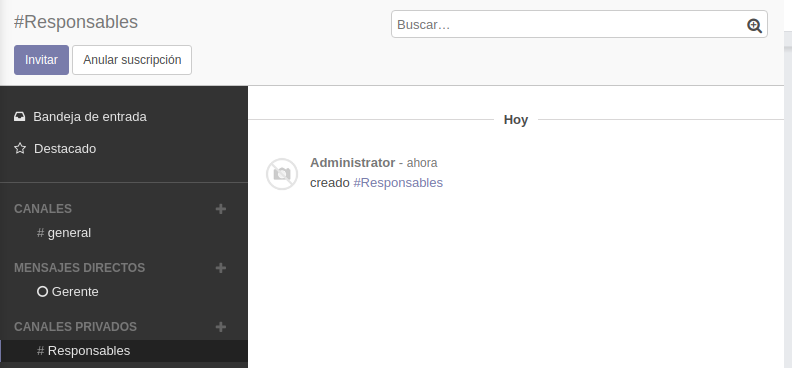 #Responsables
Buscar…
Invitar
Anular suscripción
Bandeja de entrada
Destacado
CANALES
# general
MENSAJES DIRECTOS
Gerente
CANALES PRIVADOS
# Responsables
Hoy
Administrator - ahora
creado #Responsables